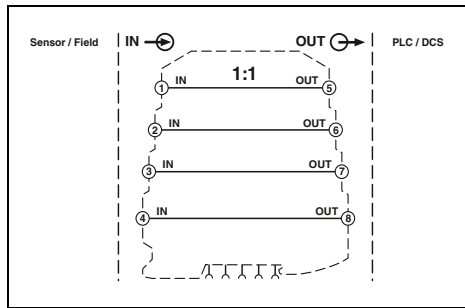 Sensor / Field IN OUT PLC / DCS
1:1
1 IN OUT 5
2 IN OUT 6
3 IN OUT 7
4 IN OUT 8